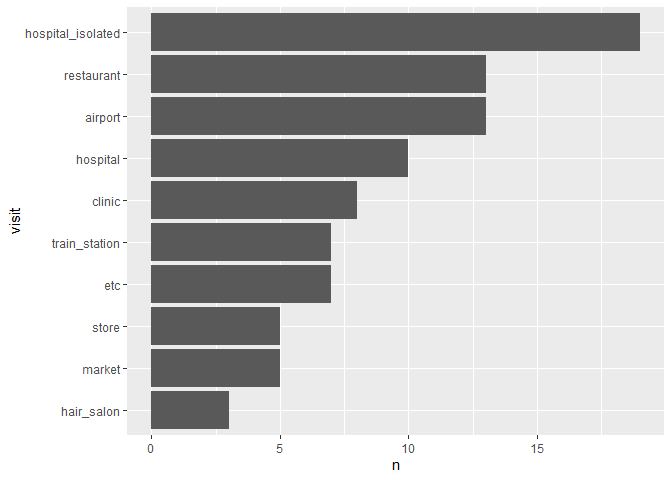 hospital_isolated
restaurant
airport
hospital
clinic
train_station
etc
store
market
hair_salon
visit
0 5 10 15
n